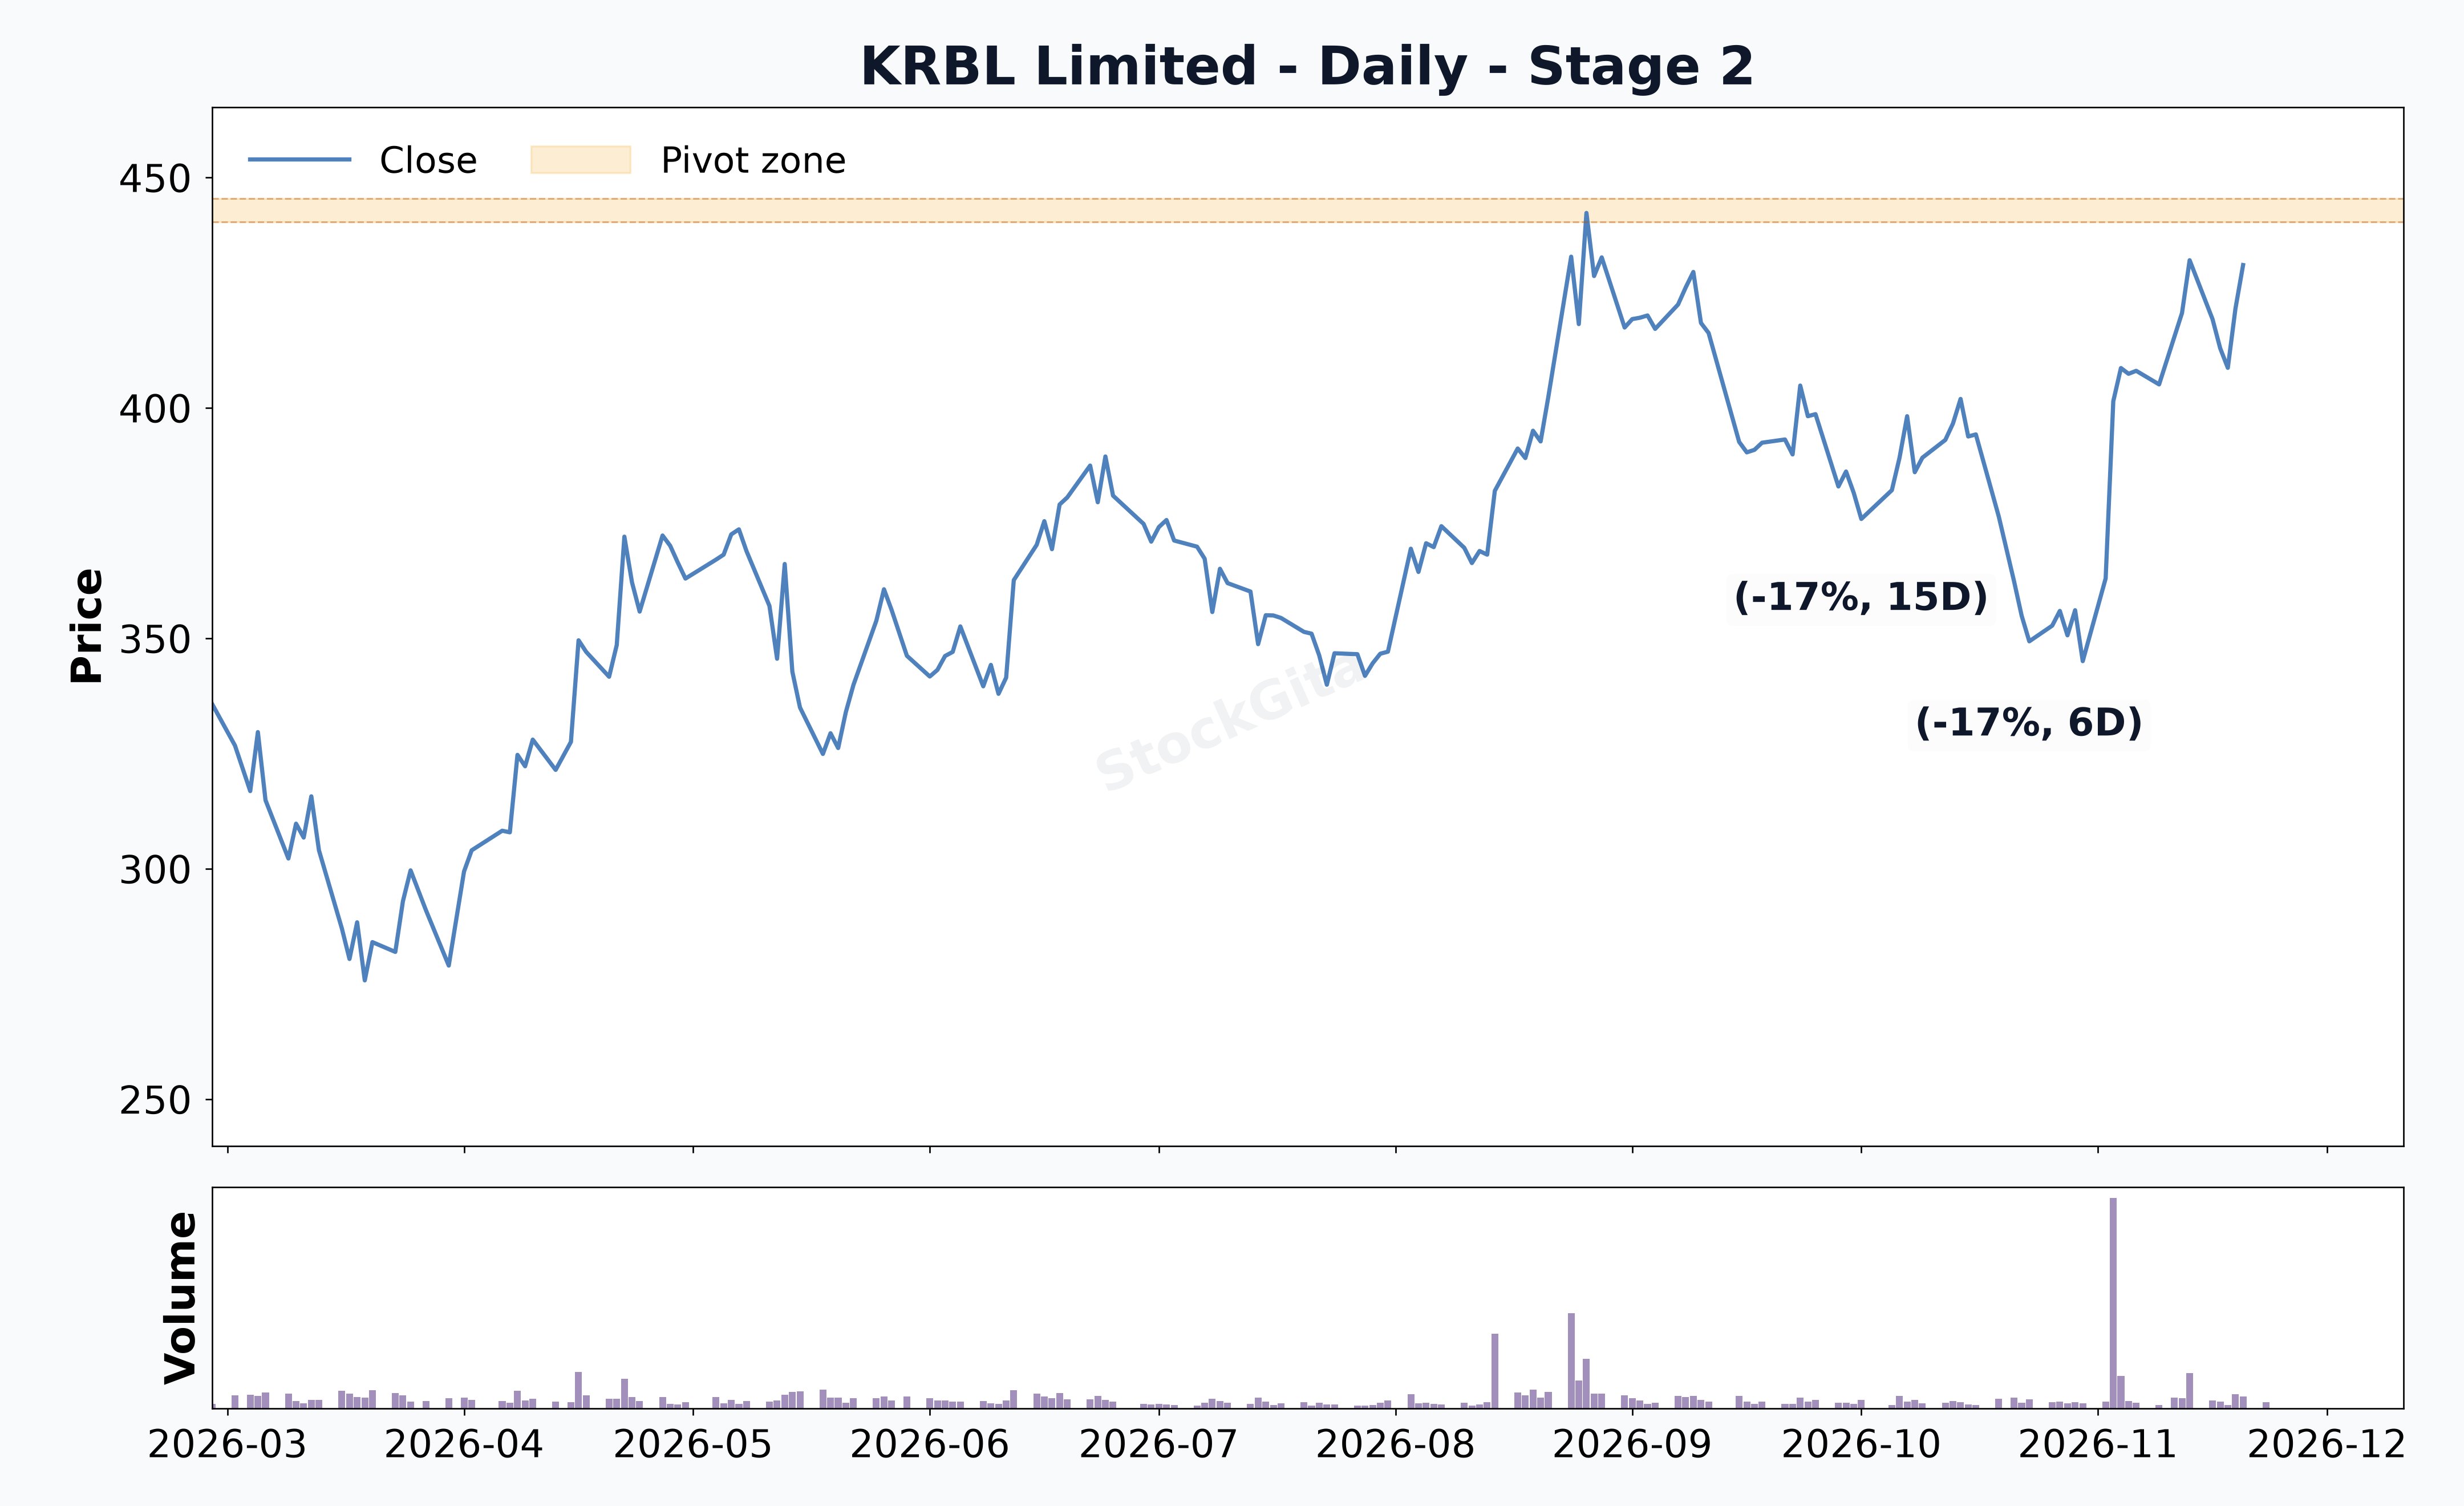 KRBL Limited - Daily - Stage 2
Close
Pivot zone
450
400
350
300
250
Price
(-17%, 15D)
(-17%, 6D)
StockGita
Volume
2026-03
2026-04
2026-05
2026-06
2026-07
2026-08
2026-09
2026-10
2026-11
2026-12